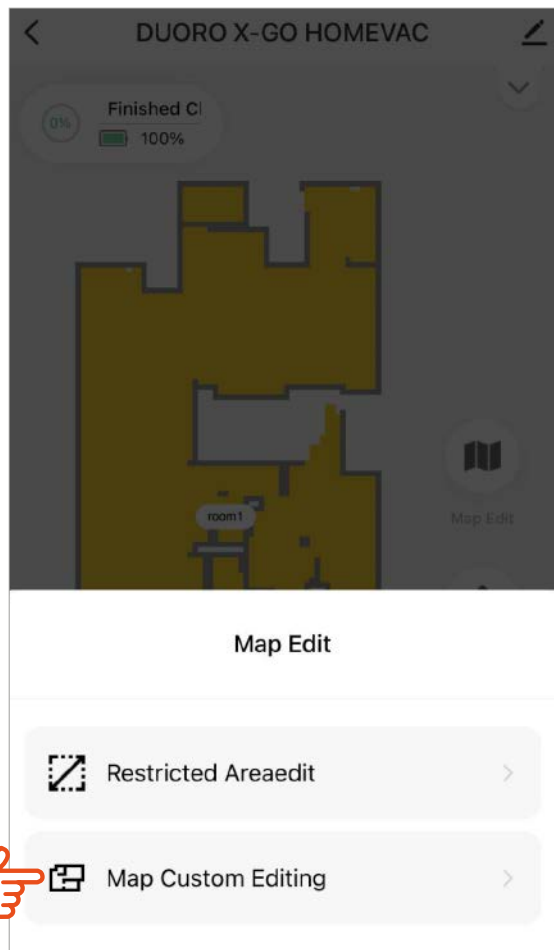 DUORO X-GO HOMEVAC
0%
Finished Cl
100%
room1
Map Edit
Map Edit
Restricted Areaedit
Map Custom Editing